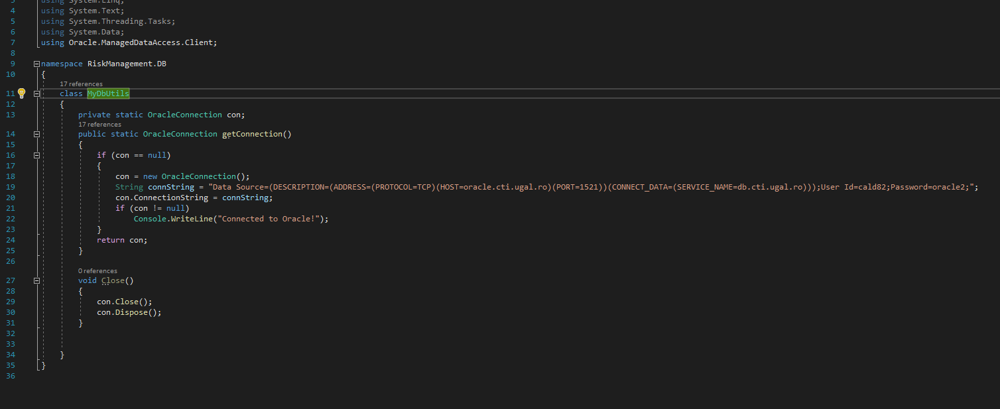 3 using System.Linq;
4 using System.Text;
5 using System.Threading.Tasks;
6 using System.Data;
7 using Oracle.ManagedDataAccess.Client;
8
9 namespace RiskManagement.DB
10 {
17 references
11 class MyDbUtils
12 {
13 private static OracleConnection con;
17 references
14 public static OracleConnection getConnection()
15 {
16 if (con == null)
17 {
18 con = new OracleConnection();
19 String connString = "Data Source=(DESCRIPTION=(ADDRESS=(PROTOCOL=TCP)(HOST=oracle.cti.ugal.ro)(PORT=1521))(CONNECT_DATA=(SERVICE_NAME=db.cti.ugal.ro)));User Id=cald82;Password=oracle2;";
20 con.ConnectionString = connString;
21 if (con != null)
22 Console.WriteLine("Connected to Oracle!");
23 }
24 return con;
25 }
26
0 references
27 void Close()
28 {
29 con.Close();
30 con.Dispose();
31 }
32
33
34 }
35 }
36